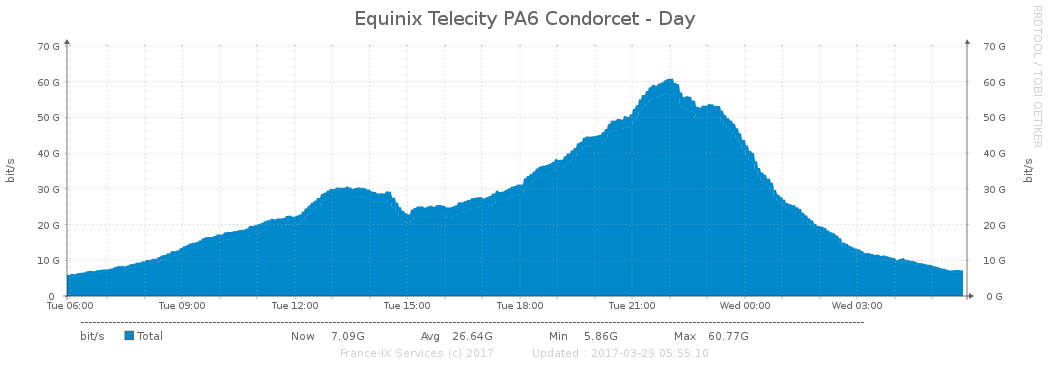 Equinix Telecity PA6 Condorcet - Day
RRDTOOL / TOBI OETIKER
70 G 70 G
60 G 60 G
50 G 50 G
40 G 40 G
30 G 30 G
20 G 20 G
10 G 10 G
0 0 G
bit/s
bit/s
Tue 06:00 Tue 09:00 Tue 12:00 Tue 15:00 Tue 18:00 Tue 21:00 Wed 00:00 Wed 03:00
bit/s Total Now 7.09G Avg 26.64G Min 5.86G Max 60.77G
France-IX Services (c) 2017 Updated : 2017-03-29 05:55:10